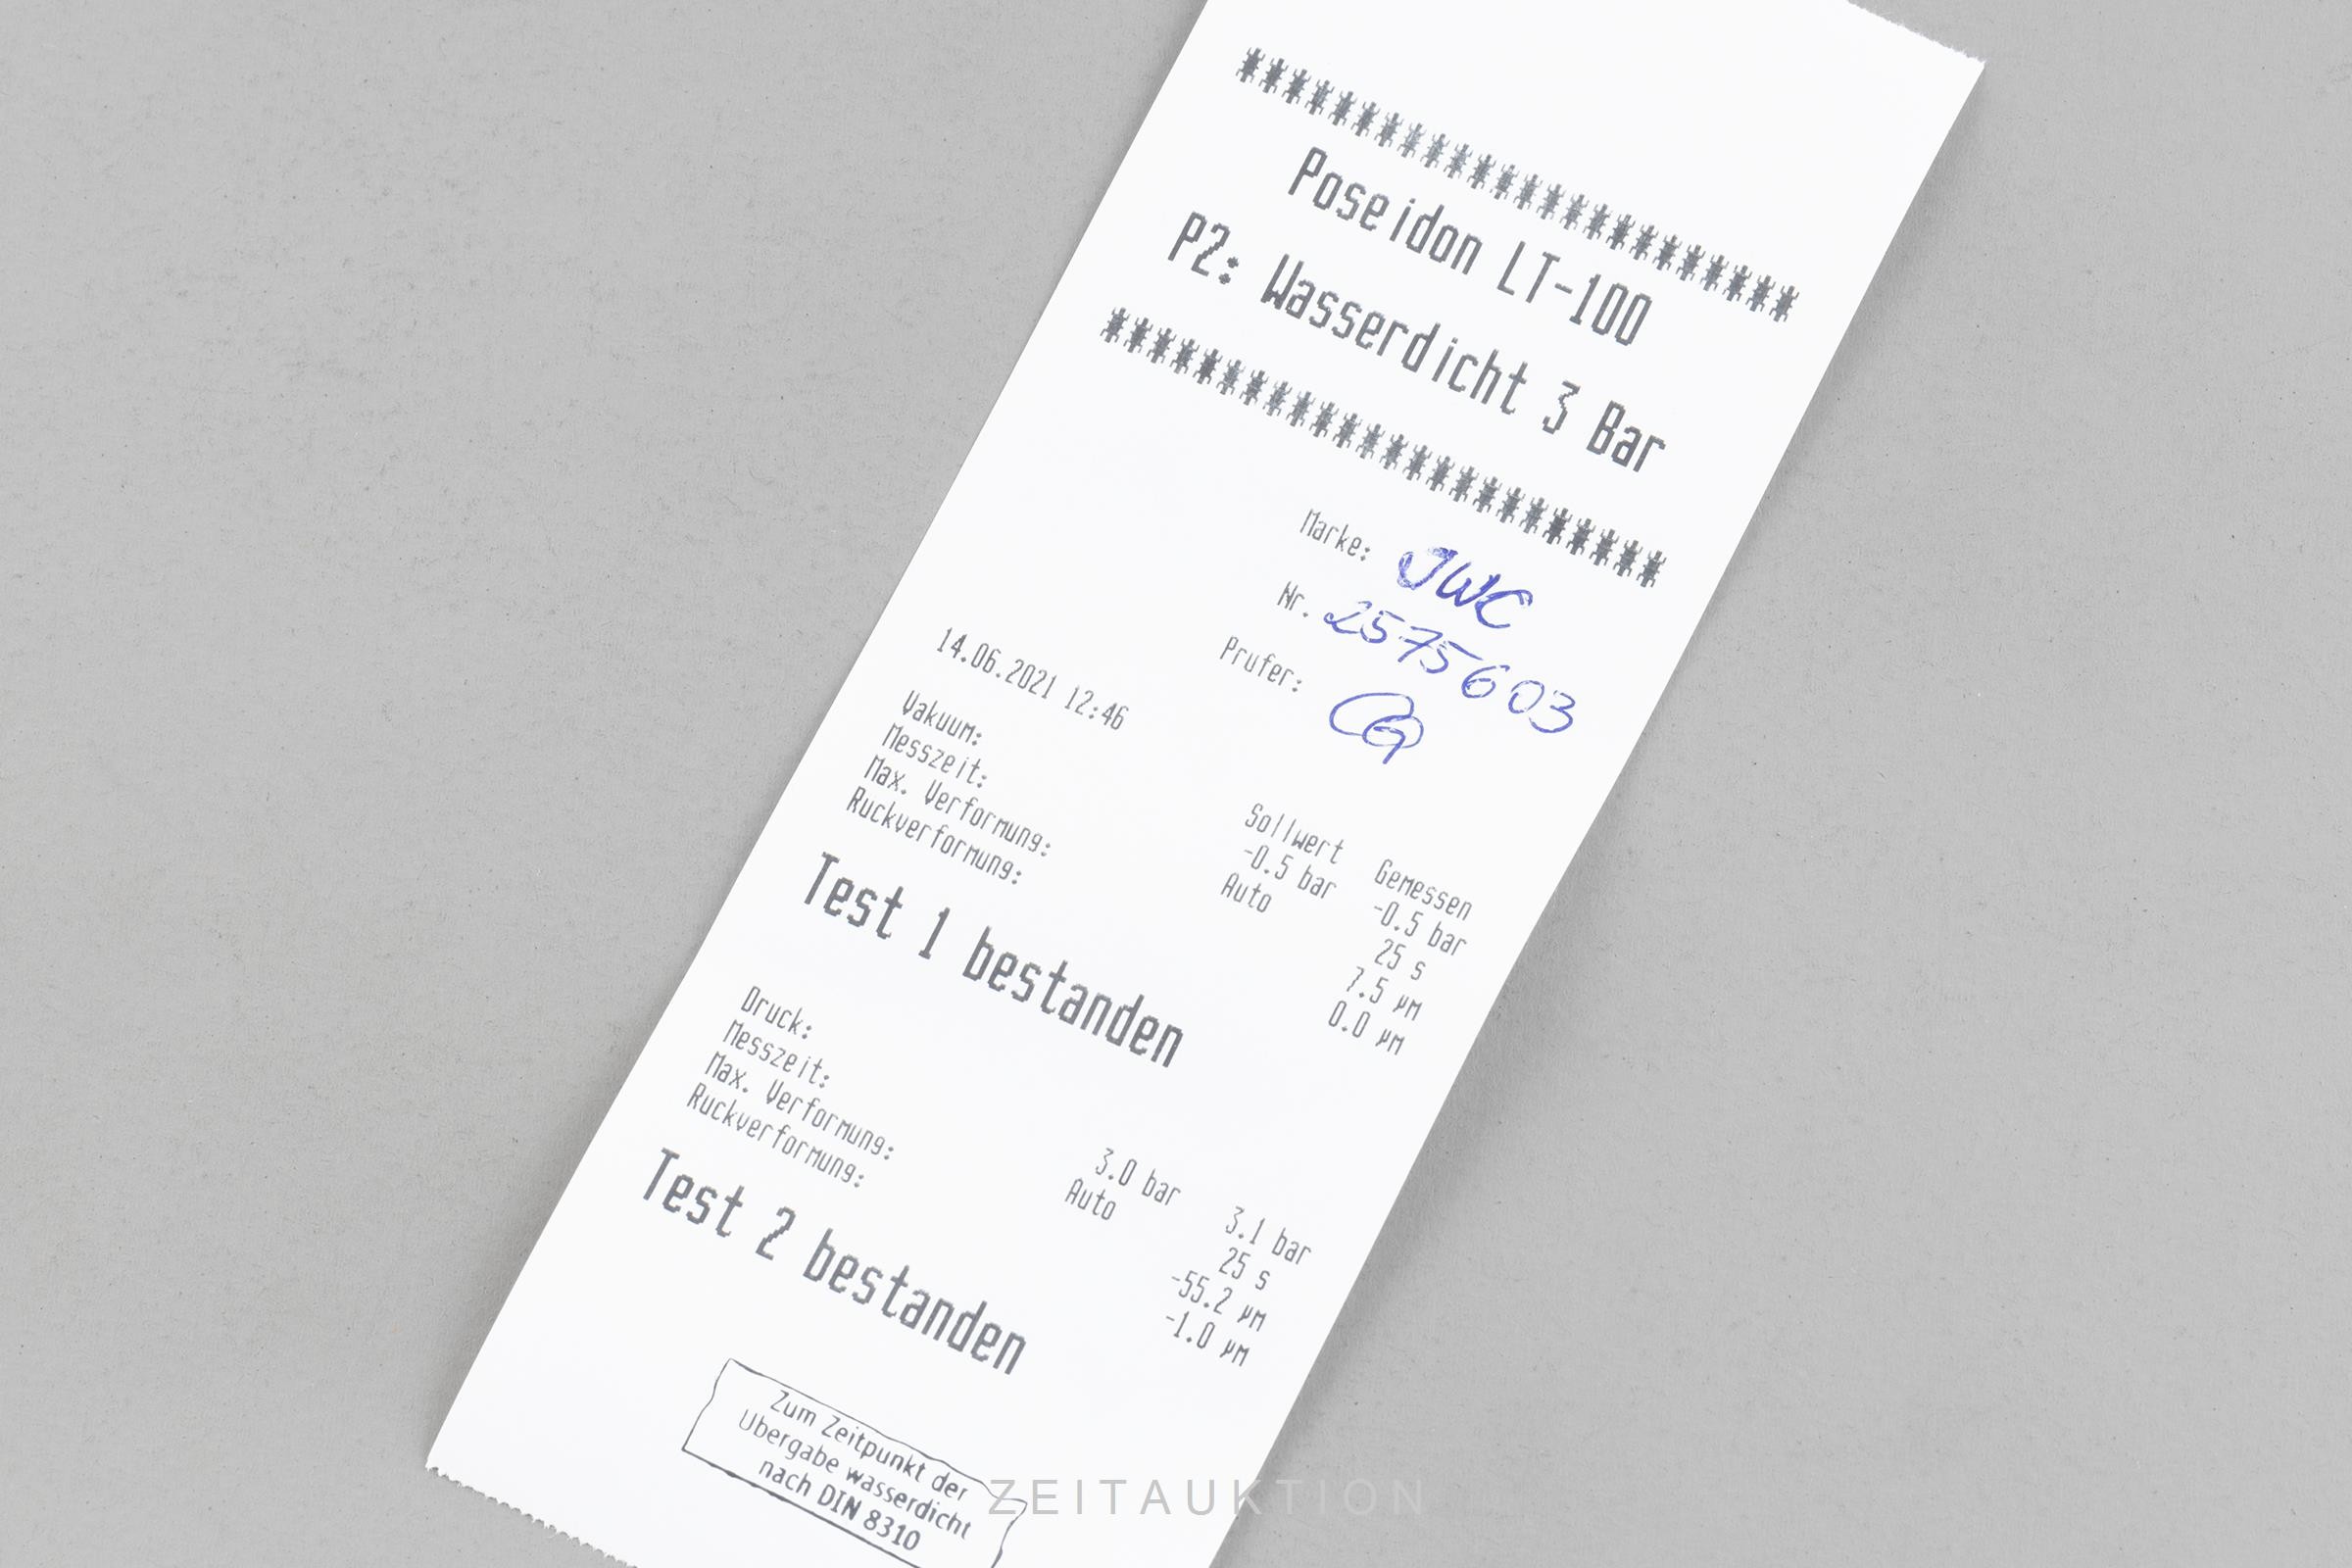 ************************
Poseidon LT-100
P2: Wasserdicht 3 Bar
************************
Marke: IWC
Nr. 2575603
Prufer:
14.06.2021 12:46
Sollwert Gemessen
Vakuum: -0.5 bar -0.5 bar
Messzeit: Auto 25 s
Max. Verformung: 7.5 µm
Ruckverformung: 0.0 µm
Test 1 bestanden
Druck: 3.0 bar 3.1 bar
Messzeit: Auto 25 s
Max. Verformung: -55.2 µm
Ruckverformung: -1.0 µm
Test 2 bestanden
Zum Zeitpunkt der
Übergabe wasserdicht
nach DIN 8310
ZEITAUKTION